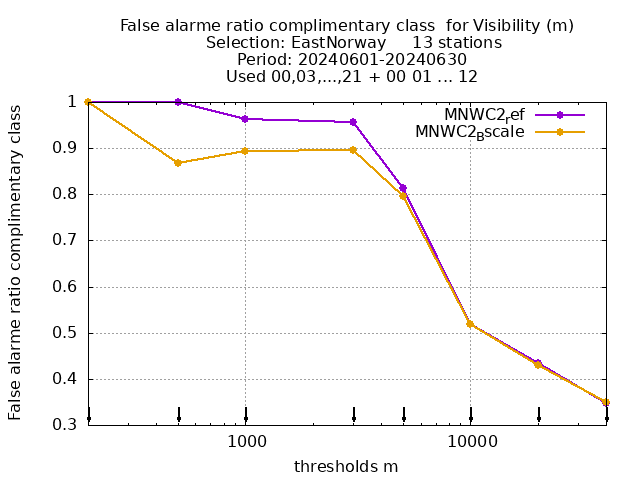 False alarme ratio complimentary class  for Visibility (m)
Selection: EastNorway     13 stations
Period: 20240601-20240630
Used 00,03,...,21 + 00 01 ... 12
False alarme ratio complimentary class
1
0.9
0.8
0.7
0.6
0.5
0.4
0.3
MNWC2ref
MNWC2Bscale
1000
10000
thresholds m